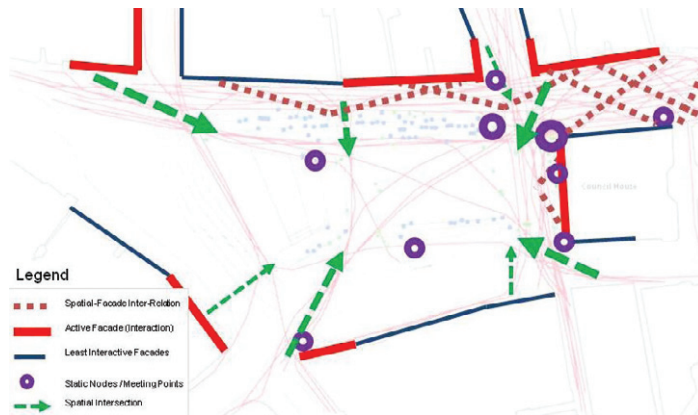 Council House
Legend
Spatial-Facade Inter-Relation
Active Facade (Interaction)
Least Interactive Facades
Static Nodes / Meeting Points
Spatial Intersection